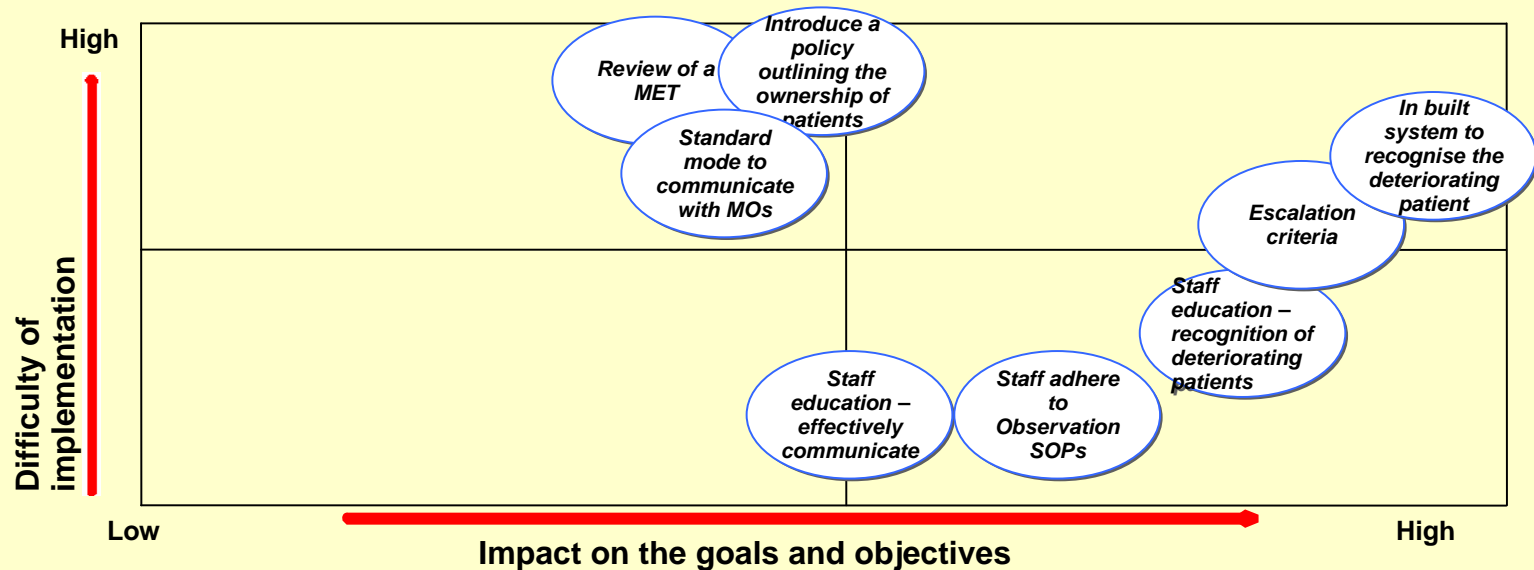 High
Review of a
MET
Introduce a
policy
outlining the
ownership of
patients
Standard
mode to
communicate
with MOs
In built
system to
recognise the
deteriorating
patient
Escalation
criteria
Staff
education –
recognition of
deteriorating
patients
Staff
education –
effectively
communicate
Staff adhere
to
Observation
SOPs
Difficulty of
implementation
Low
High
Impact on the goals and objectives